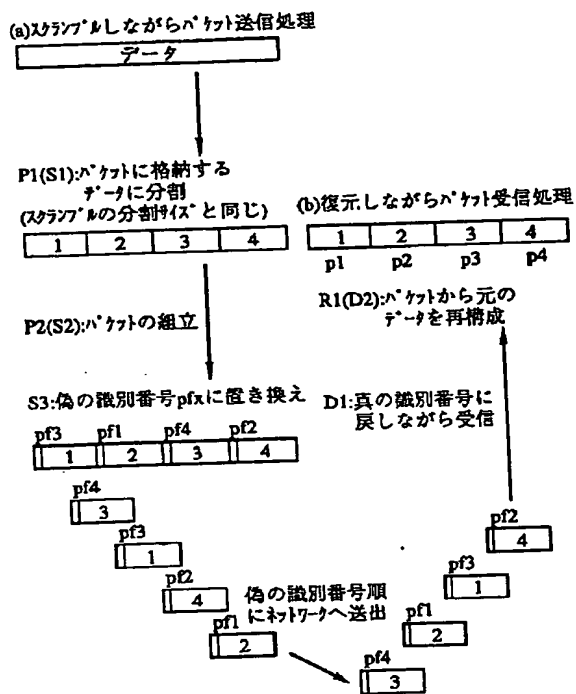 (a)ｽｸﾗﾝﾌﾞﾙしながらﾊﾟｹｯﾄ送信処理
データ
P1(S1):ﾊﾟｹｯﾄに格納する
ﾃﾞｰﾀに分割
(ｽｸﾗﾝﾌﾞﾙの分割ｻｲｽﾞと同じ)
1 2 3 4
P2(S2):ﾊﾟｹｯﾄの組立
S3:偽の識別番号pfxに置き換え
pf3 pf1 pf4 pf2
1 2 3 4
pf4
3
pf3
1
pf2
4
pf1
2
偽の識別番号順
にﾈｯﾄﾜｰｸへ送出
(b)復元しながらﾊﾟｹｯﾄ受信処理
1 2 3 4
p1 p2 p3 p4
R1(D2):ﾊﾟｹｯﾄから元の
ﾃﾞｰﾀを再構成
D1:真の識別番号に
戻しながら受信
pf2
4
pf3
1
pf1
2
pf4
3